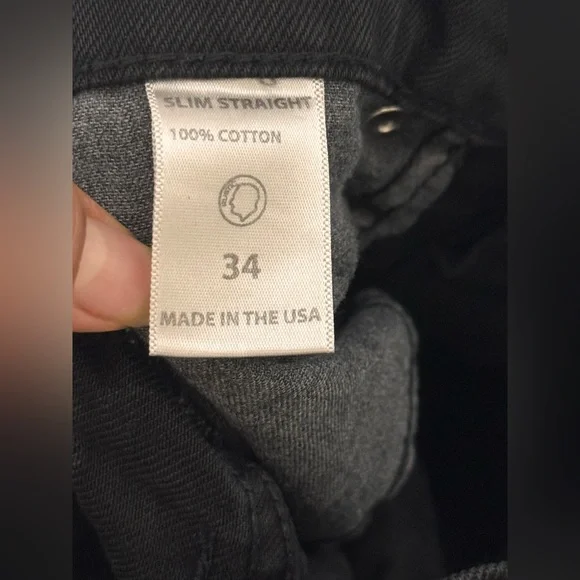 SLIM STRAIGHT
100% COTTON
34
MADE IN THE USA